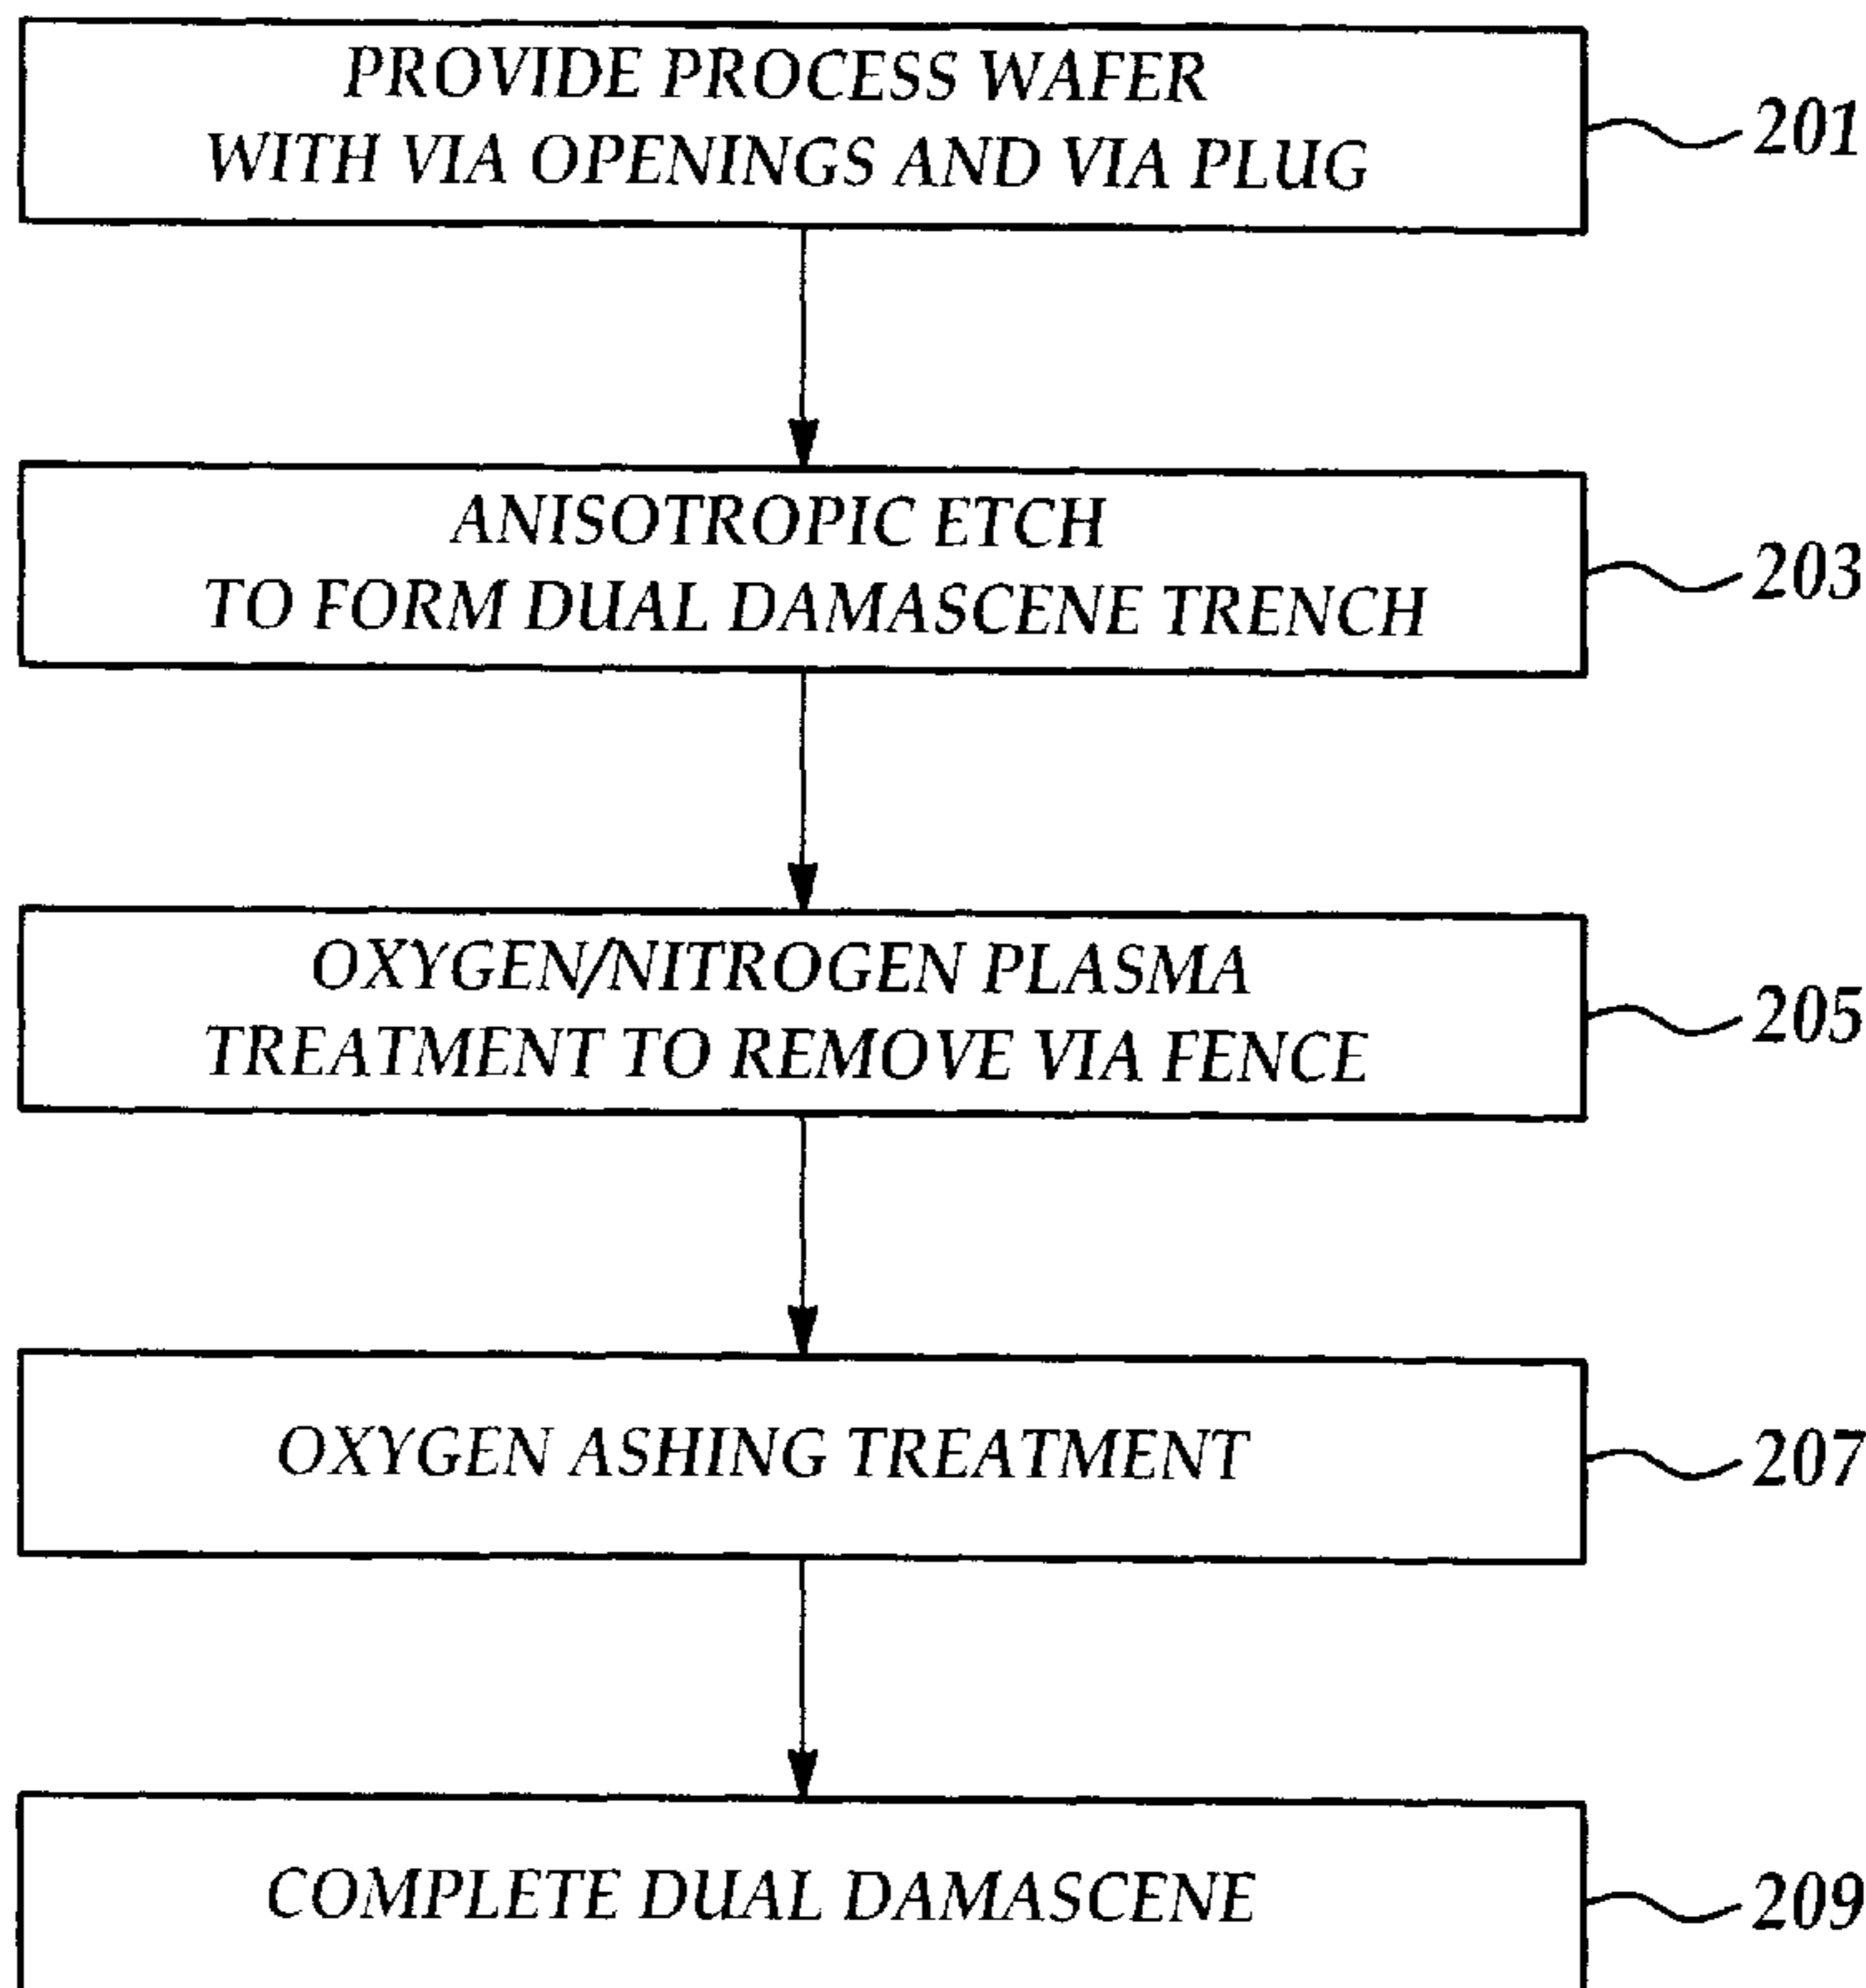 PROVIDE PROCESS WAFER
WITH VIA OPENINGS AND VIA PLUG
201
ANISOTROPIC ETCH
TO FORM DUAL DAMASCENE TRENCH
203
OXYGEN/NITROGEN PLASMA
TREATMENT TO REMOVE VIA FENCE
205
OXYGEN ASHING TREATMENT
207
COMPLETE DUAL DAMASCENE
209